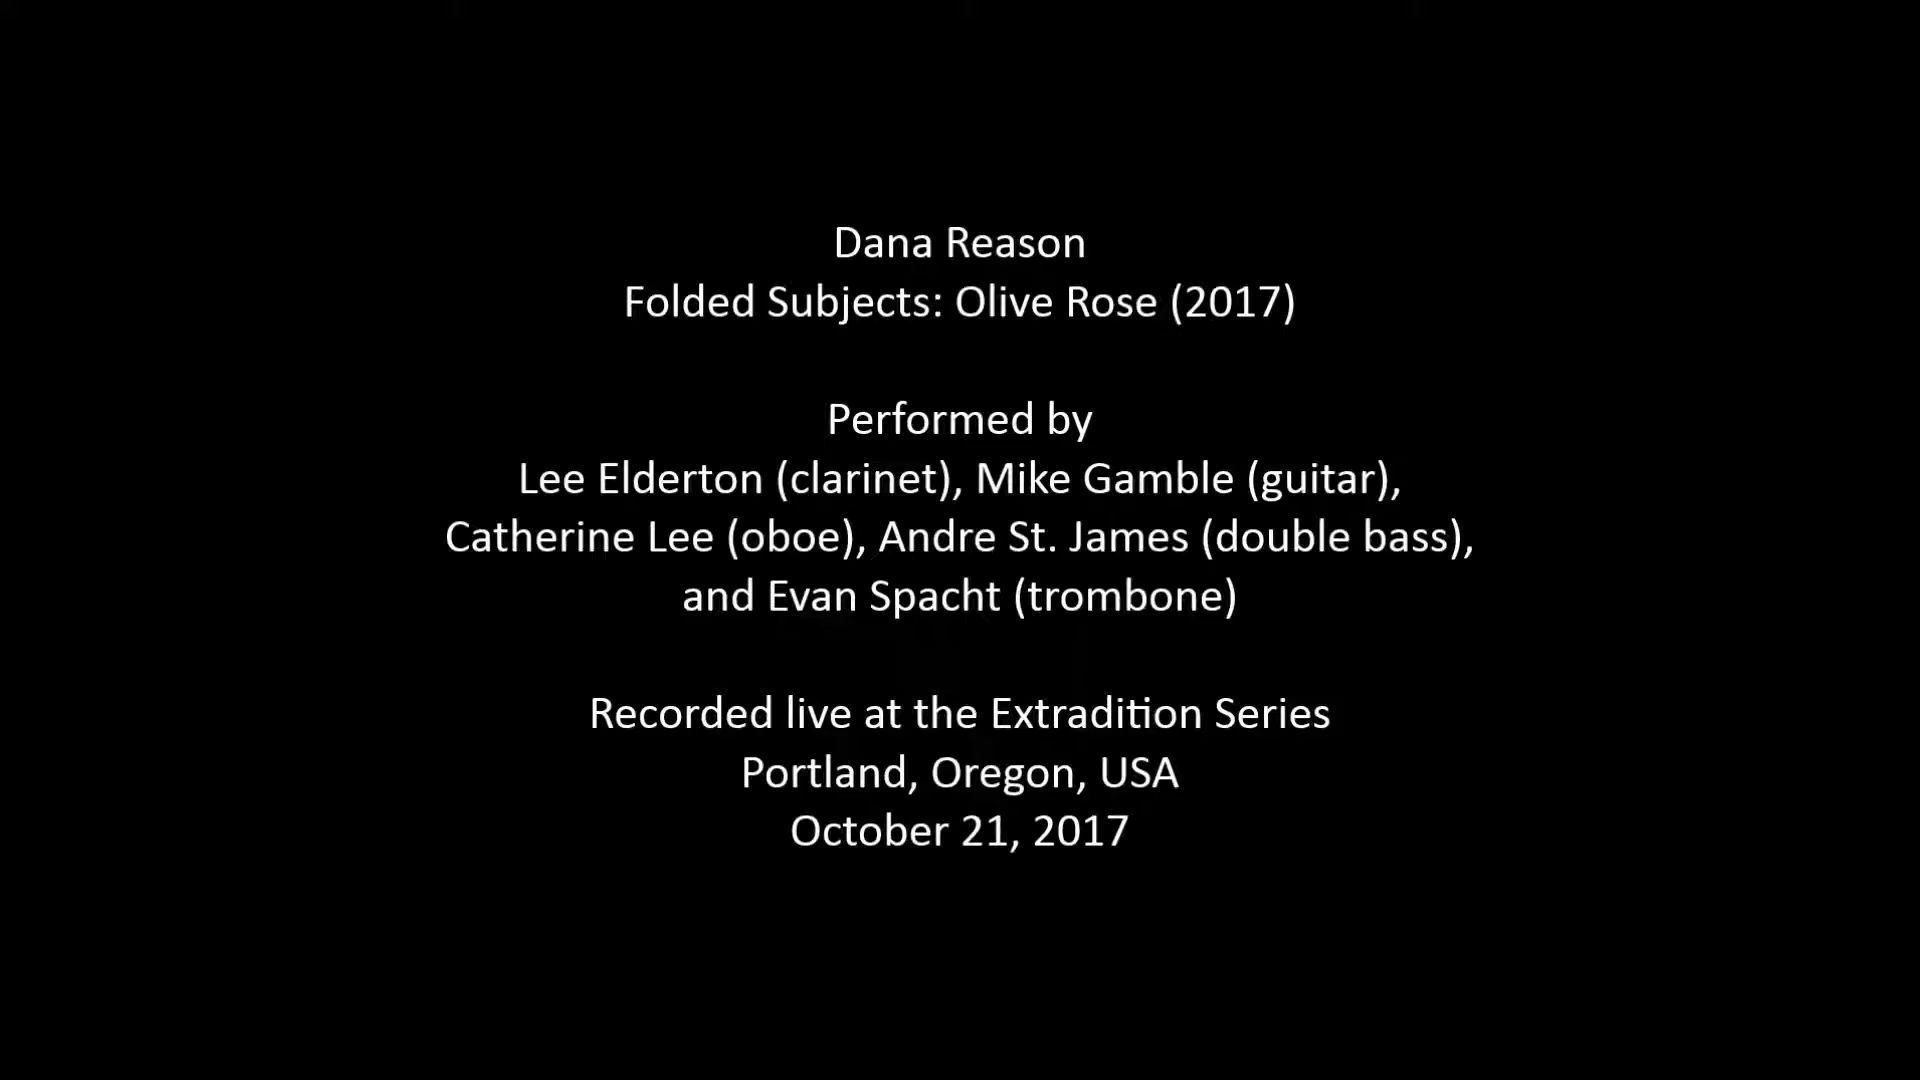 Dana Reason
Folded Subjects: Olive Rose (2017)
Performed by
Lee Elderton (clarinet), Mike Gamble (guitar),
Catherine Lee (oboe), Andre St. James (double bass),
and Evan Spacht (trombone)
Recorded live at the Extradition Series
Portland, Oregon, USA
October 21, 2017